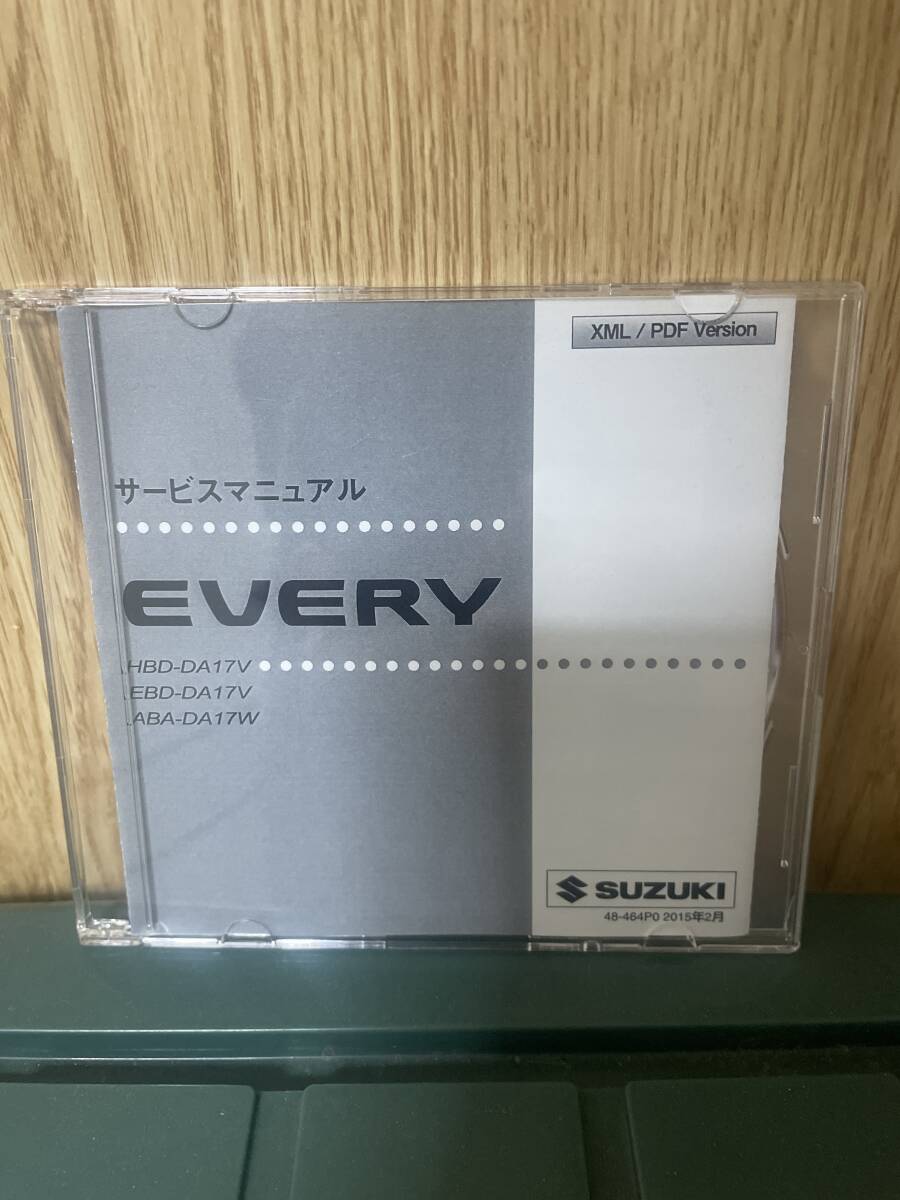 XML / PDF Version
サービスマニュアル
EVERY
.HBD-DA17V
.EBD-DA17V
.ABA-DA17W
SUZUKI
48-464P0 2015年2月